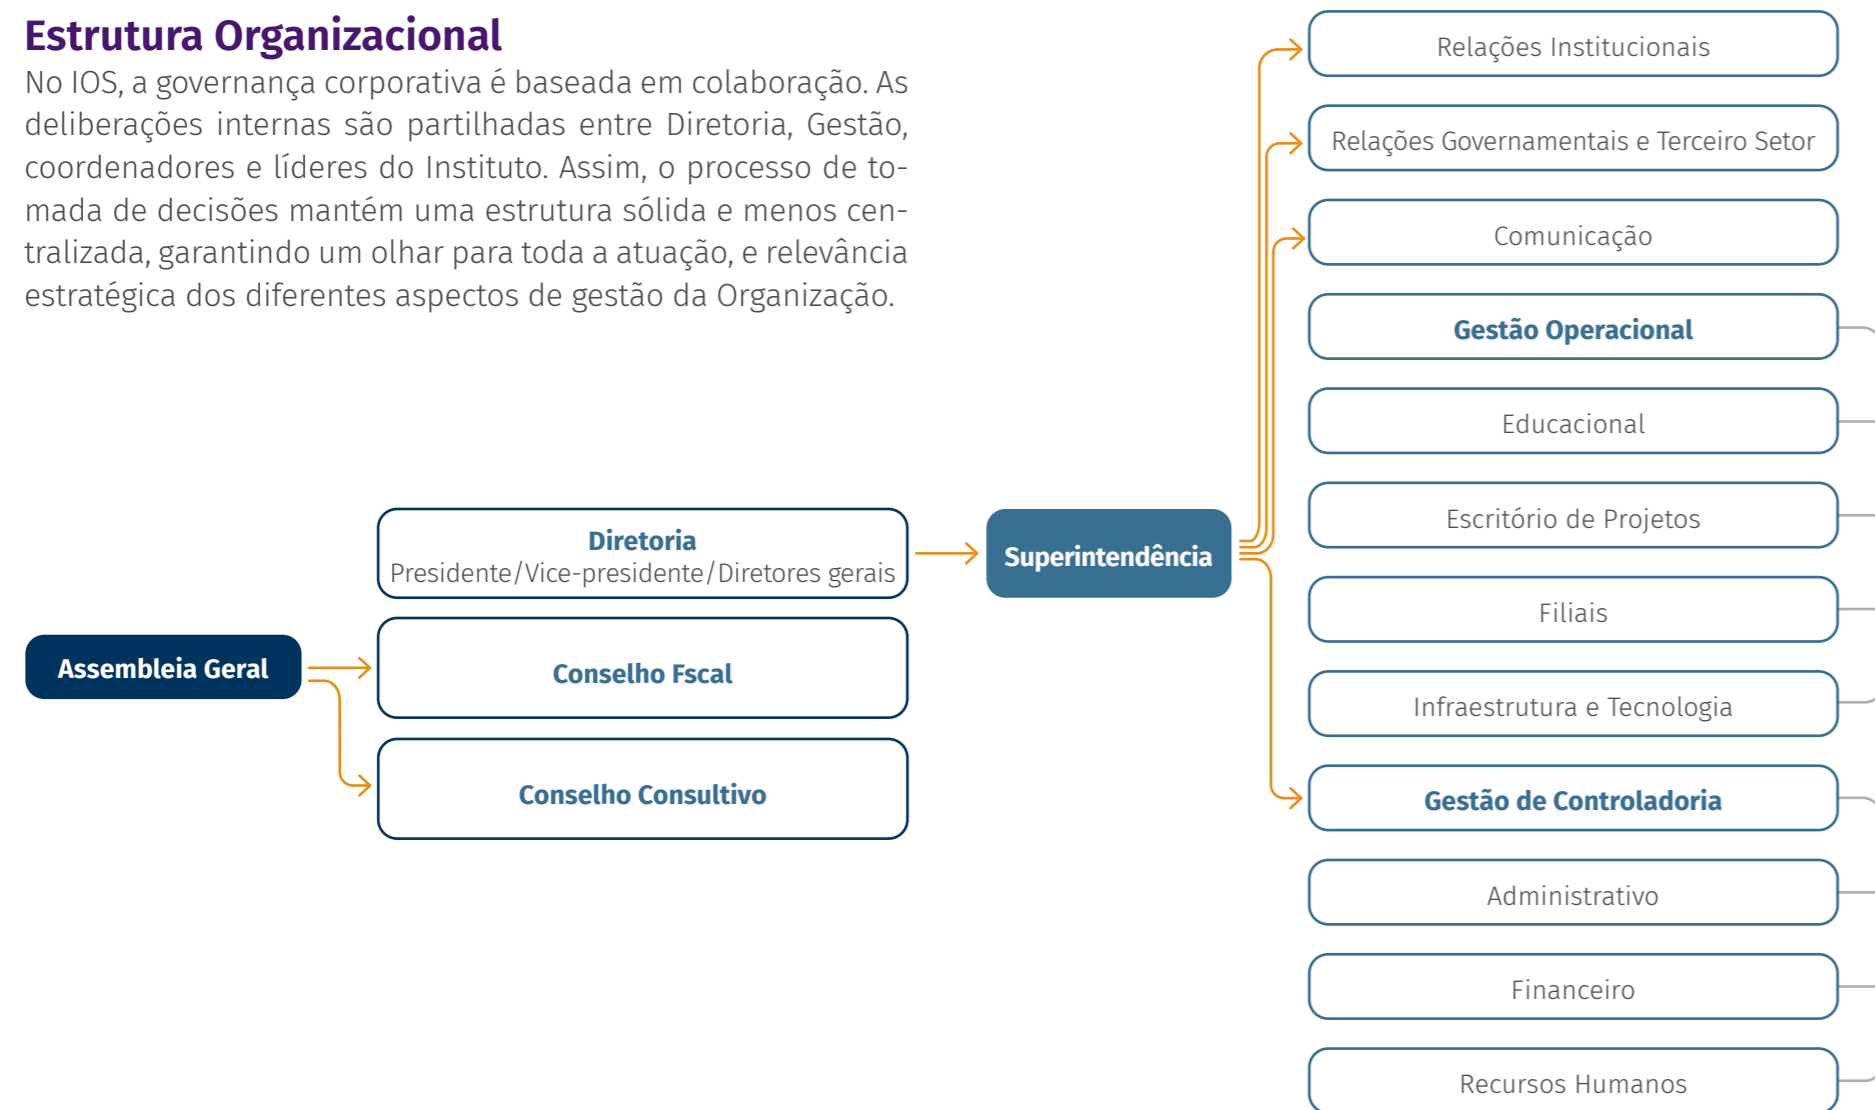 Estrutura Organizacional
No IOS, a governança corporativa é baseada em colaboração. As
deliberações internas são partilhadas entre Diretoria, Gestão,
coordenadores e líderes do Instituto. Assim, o processo de to-
mada de decisões mantém uma estrutura sólida e menos cen-
tralizada, garantindo um olhar para toda a atuação, e relevância
estratégica dos diferentes aspectos de gestão da Organização.
Assembleia Geral
Diretoria
Presidente/Vice-presidente/Diretores gerais
Conselho Fscal
Conselho Consultivo
Superintendência
Relações Institucionais
Relações Governamentais e Terceiro Setor
Comunicação
Gestão Operacional
Educacional
Escritório de Projetos
Filiais
Infraestrutura e Tecnologia
Gestão de Controladoria
Administrativo
Financeiro
Recursos Humanos